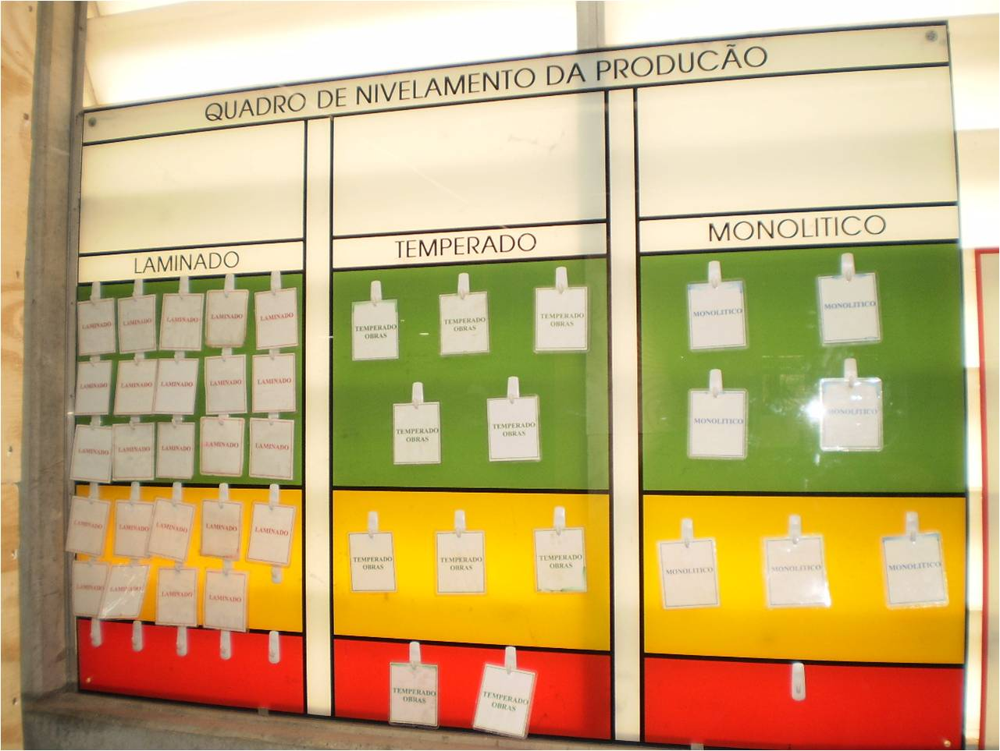 QUADRO DE NIVELAMENTO DA PRODUCÃO
LAMINADO
TEMPERADO
MONOLITICO
LAMINADO LAMINADO LAMINADO LAMINADO LAMINADO
LAMINADO LAMINADO LAMINADO LAMINADO LAMINADO
LAMINADO LAMINADO LAMINADO LAMINADO LAMINADO
LAMINADO LAMINADO LAMINADO LAMINADO LAMINADO
LAMINADO LAMINADO LAMINADO LAMINADO
TEMPERADO
OBRAS
TEMPERADO
OBRAS
TEMPERADO
OBRAS
TEMPERADO
OBRAS
TEMPERADO
OBRAS
TEMPERADO
OBRAS
TEMPERADO
OBRAS
TEMPERADO
OBRAS
TEMPERADO
OBRAS
TEMPERADO
OBRAS
MONOLITICO MONOLITICO
MONOLITICO MONOLITICO
MONOLITICO MONOLITICO MONOLITICO